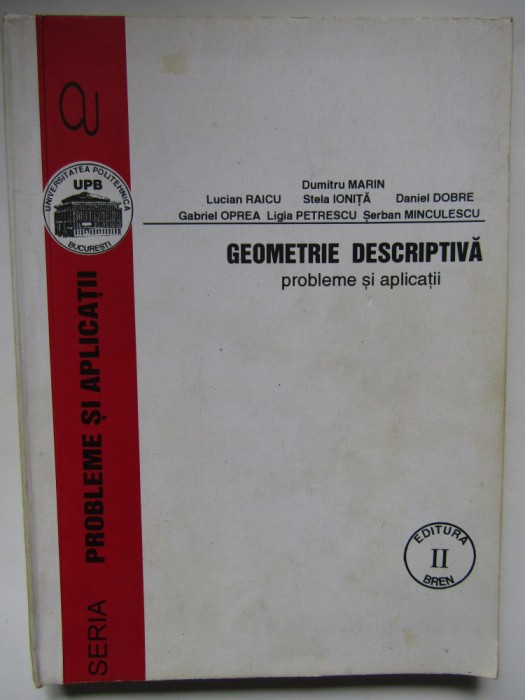 Dumitru MARIN
Lucian RAICU Stela IONIȚĂ Daniel DOBRE
Gabriel OPREA Ligia PETRESCU Șerban MINCULESCU
GEOMETRIE DESCRIPTIVĂ
probleme și aplicații
UNIVERSITATEA POLITEHNICA
UPB
BUCUREȘTI
SERIA PROBLEME ȘI APLICAȚII
EDITURA
II
BREN